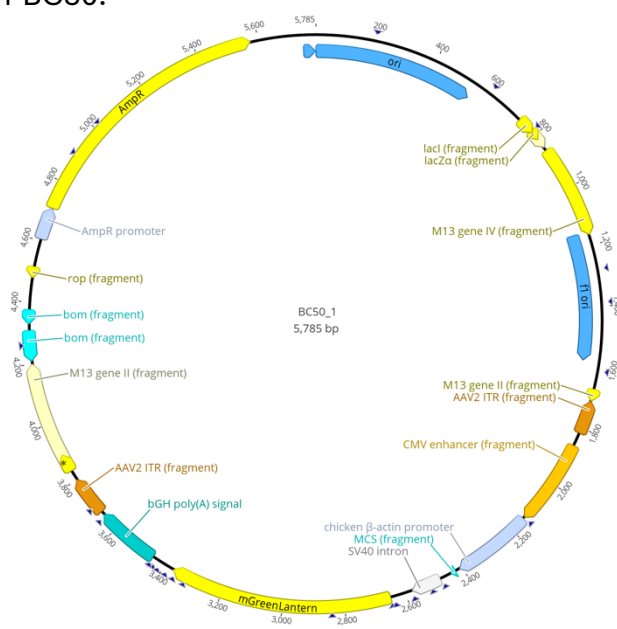 5,785
200
400
600
800
1,000
1,200
1,600
1,800
2,000
2,200
2,400
2,600
2,800
3,000
3,200
3,400
3,600
3,800
4,000
4,200
4,400
4,600
4,800
5,000
5,200
5,400
5,600
ori
lacI (fragment)
lacZα (fragment)
M13 gene IV (fragment)
f1 ori
M13 gene II (fragment)
AAV2 ITR (fragment)
CMV enhancer (fragment)
chicken β-actin promoter
MCS (fragment)
SV40 intron
mGreenLantern
bGH poly(A) signal
AAV2 ITR (fragment)
*
M13 gene II (fragment)
bom (fragment)
bom (fragment)
rop (fragment)
AmpR promoter
AmpR
BC50_1
5,785 bp